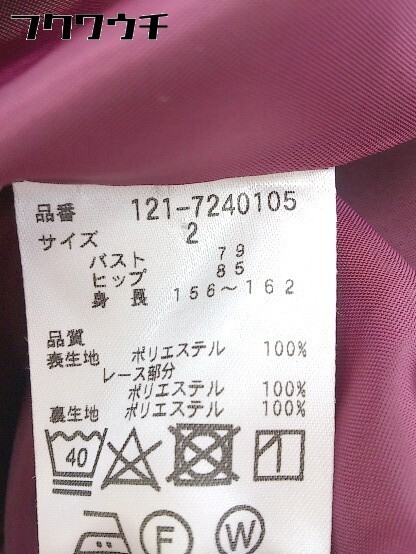 フクワウチ
品番 121-7240105
サイズ 2
バスト 79
ヒップ 85
身長 156〜162
品質
表生地 ポリエステル 100%
レース部分
ポリエステル 100%
裏生地 ポリエステル 100%
40
F W